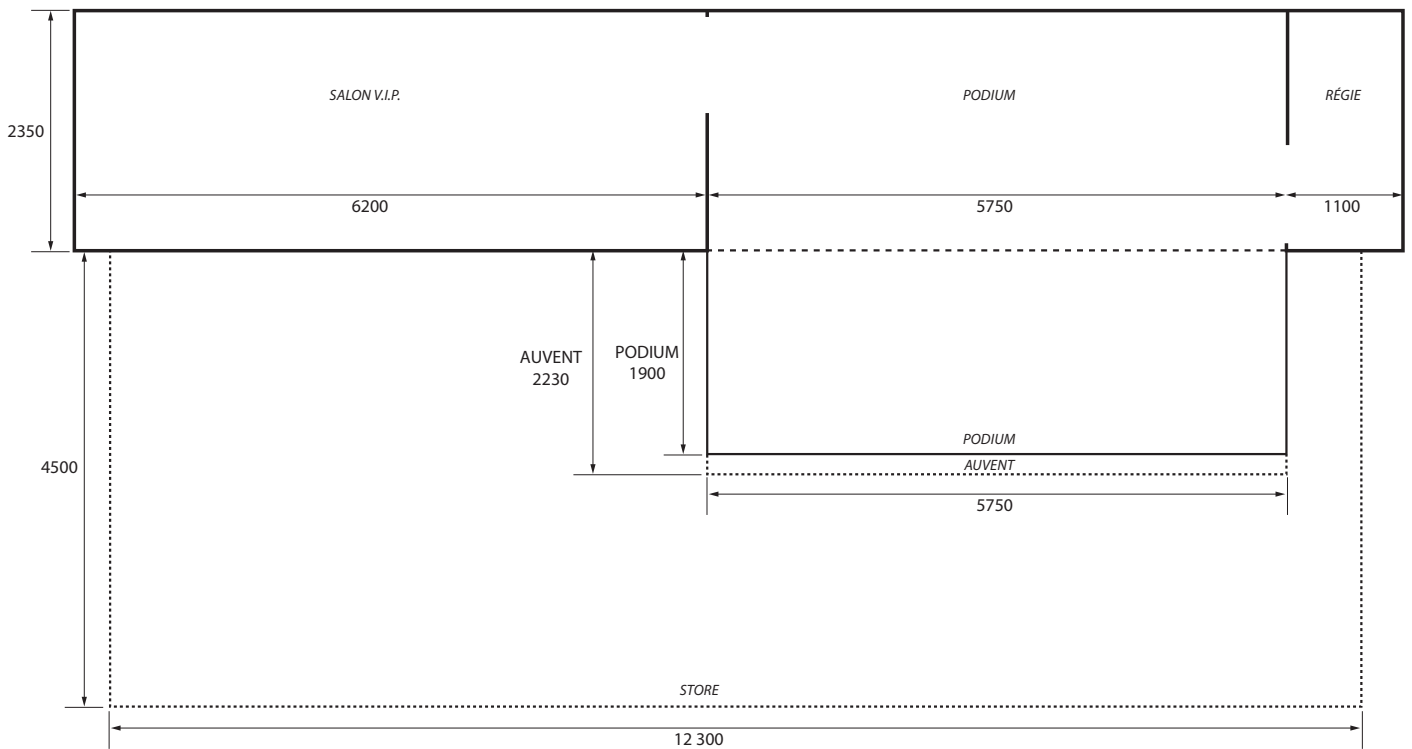 SALON V.I.P.
PODIUM
RÉGIE
2350
6200
5750
1100
AUVENT
2230
PODIUM
1900
4500
PODIUM
AUVENT
5750
STORE
12 300